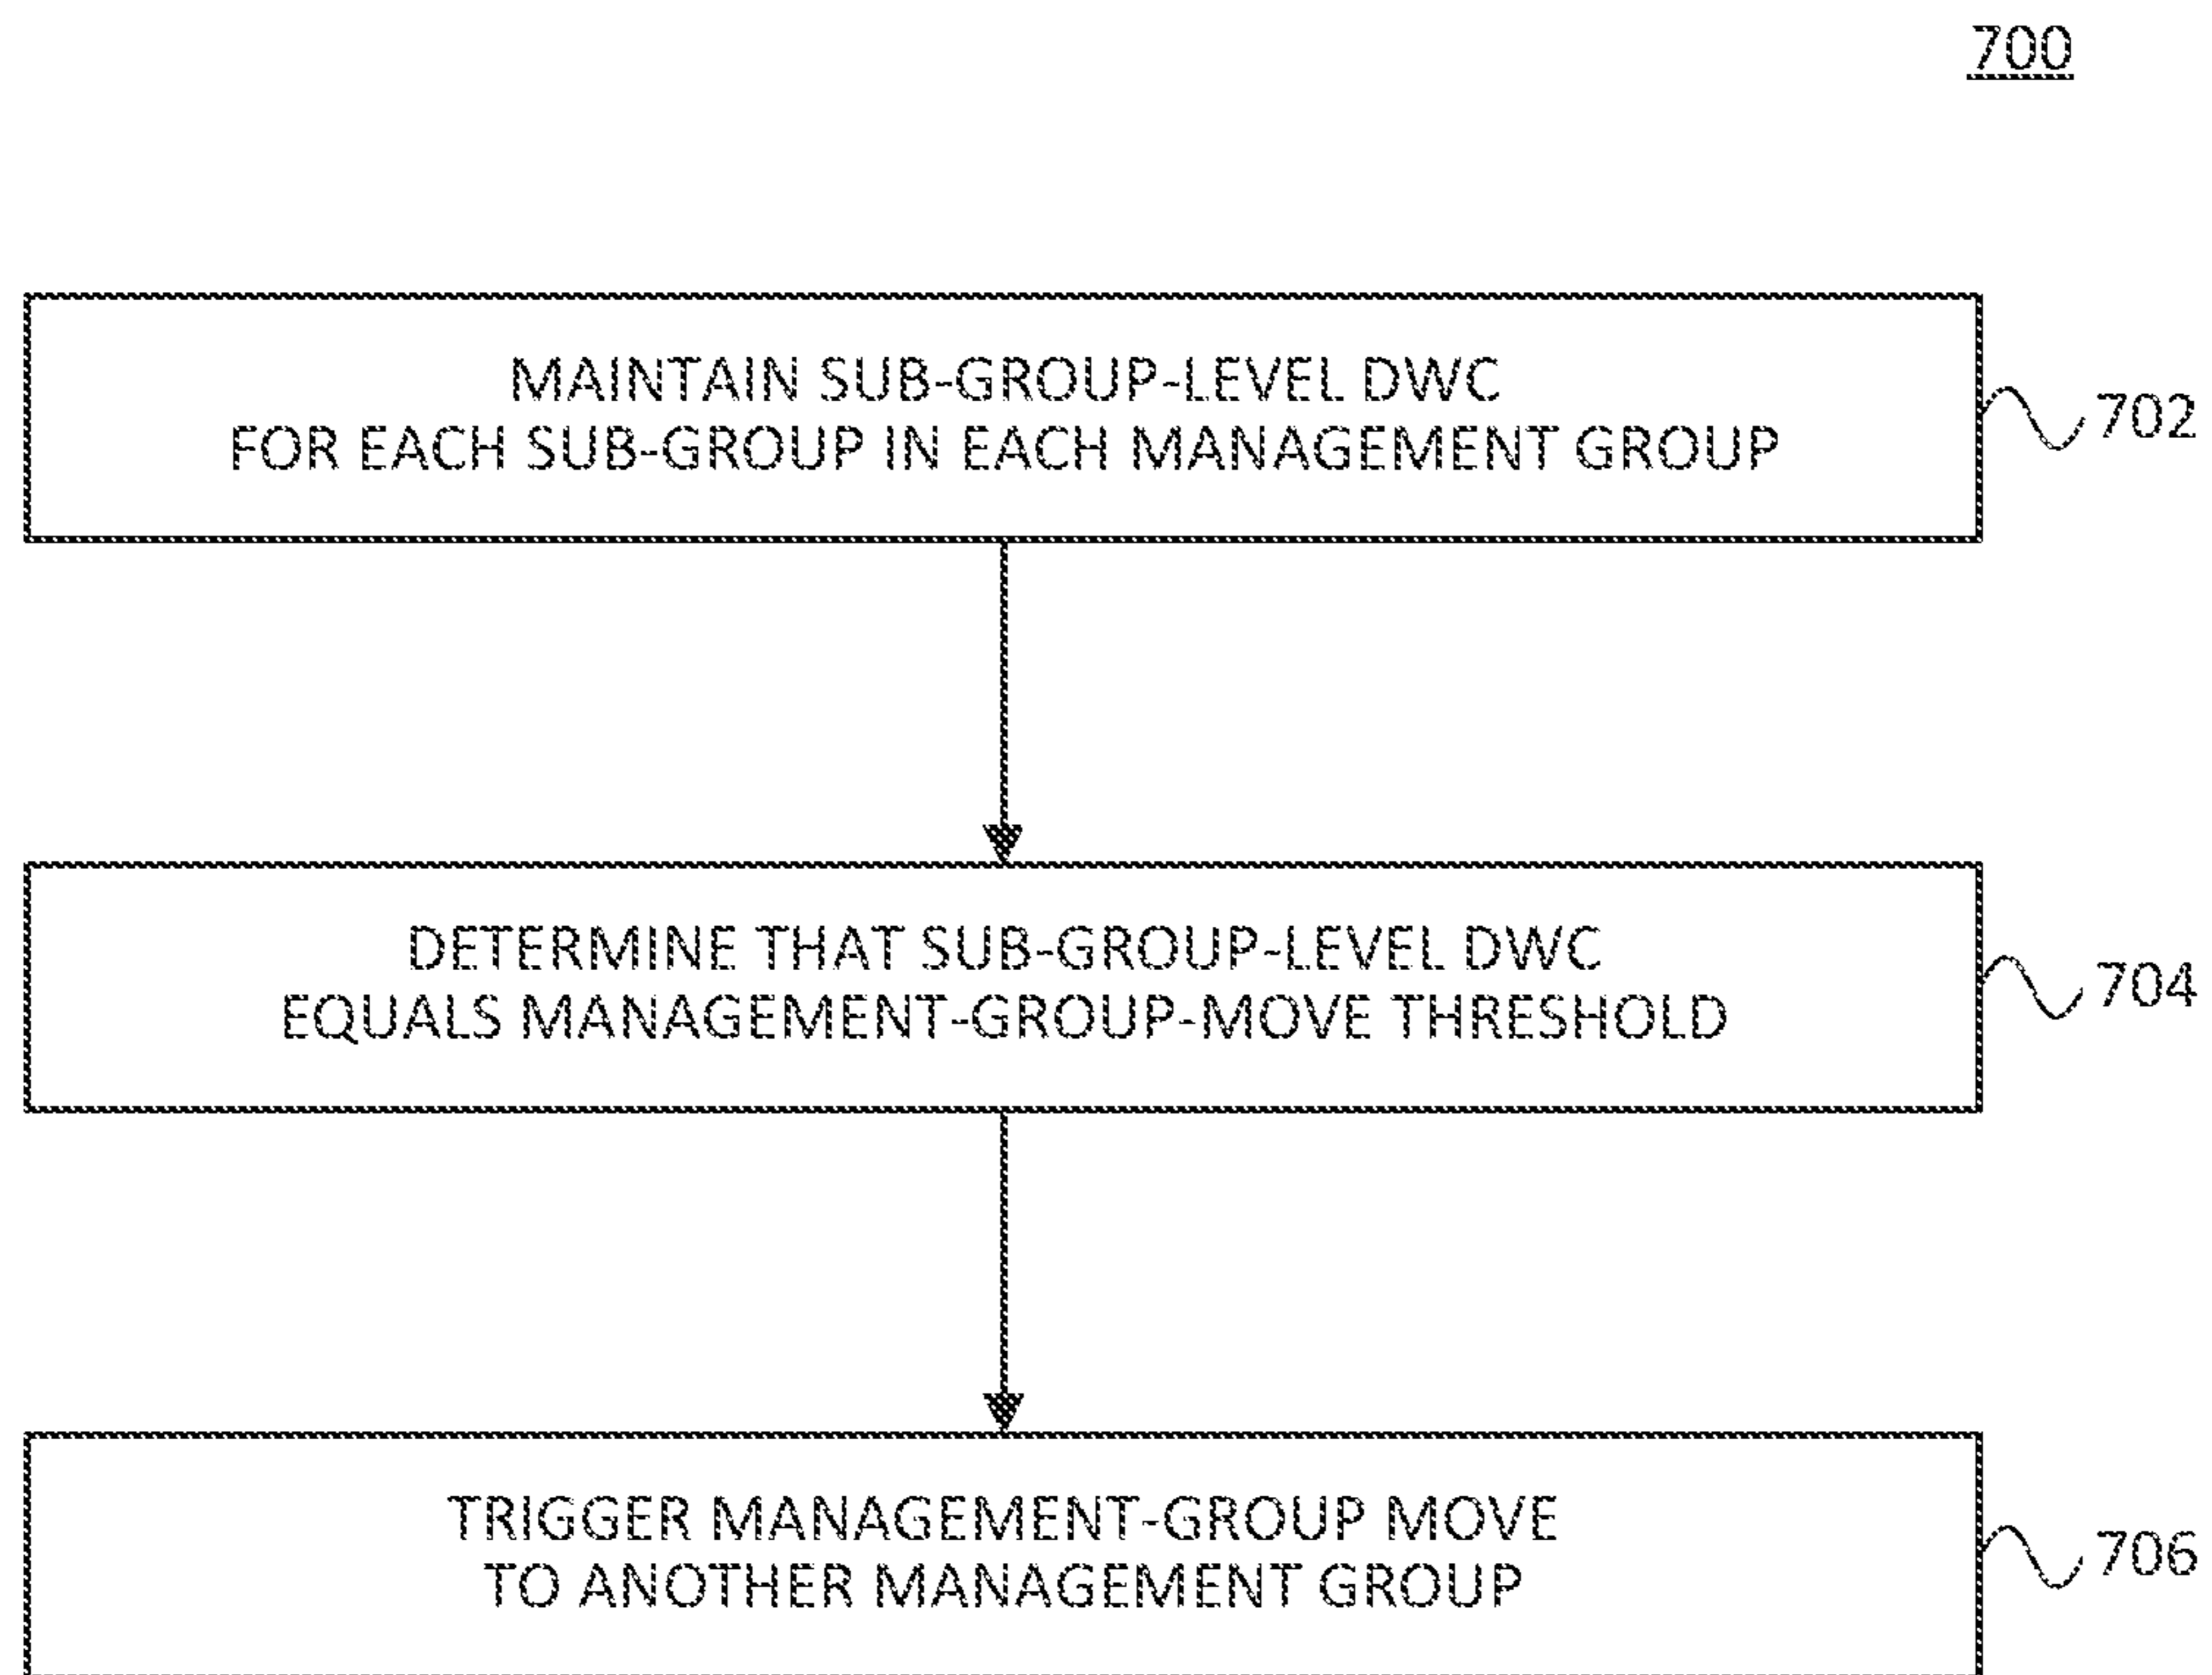 700
MAINTAIN SUB-GROUP-LEVEL DWC
FOR EACH SUB-GROUP IN EACH MANAGEMENT GROUP
702
DETERMINE THAT SUB-GROUP-LEVEL DWC
EQUALS MANAGEMENT-GROUP-MOVE THRESHOLD
704
TRIGGER MANAGEMENT-GROUP MOVE
TO ANOTHER MANAGEMENT GROUP
706